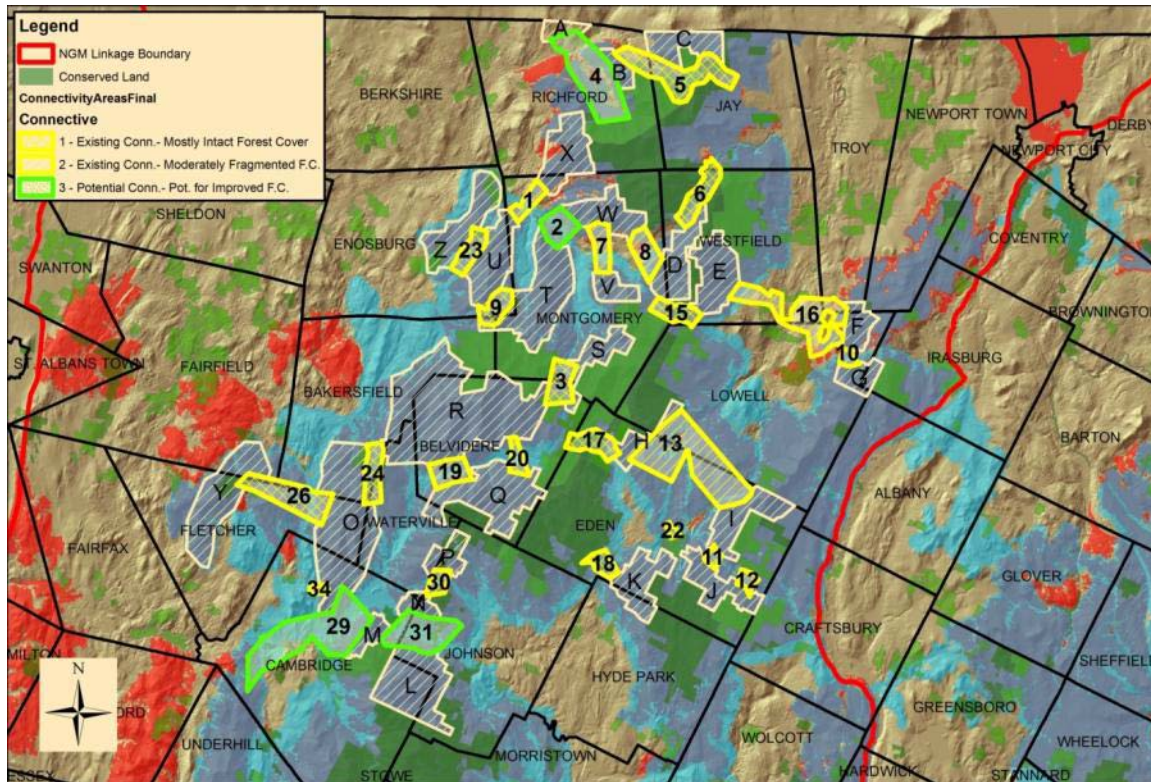 Legend
NGM Linkage Boundary
Conserved Land
ConnectivityAreasFinal
Connective
1 - Existing Conn.- Mostly Intact Forest Cover
2 - Existing Conn.- Moderately Fragmented F.C.
3 - Potential Conn.- Pot. for Improved F.C.
A
C
B
4
5
BERKSHIRE
RICHFORD
JAY
NEWPORT TOWN
DERBY
TROY
NEWPORT CITY
X
6
SHELDON
1
2
W
ENOSBURG
Z
23
U
7
8
D
WESTFIELD
E
COVENTRY
SWANTON
T
V
9
15
16
F
MONTGOMERY
BROWNINGTON
S
10
ST. ALBANS TOWN
FAIRFIELD
IRASBURG
G
3
BAKERSFIELD
LOWELL
R
BELVIDERE
17
H
13
BARTON
20
24
19
Y
26
Q
ALBANY
FLETCHER
O
WATERVILLE
I
EDEN
22
FAIRFAX
P
11
18
K
J
12
GLOVER
34
30
N
29
M
31
CRAFTSBURY
CAMBRIDGE
JOHNSON
MILTON
HYDE PARK
SHEFFIELD
N
L
GREENSBORO
UNDERHILL
WOLCOTT
WHEELOCK
MORRISTOWN
STOWE
HARDWICK
STANNARD